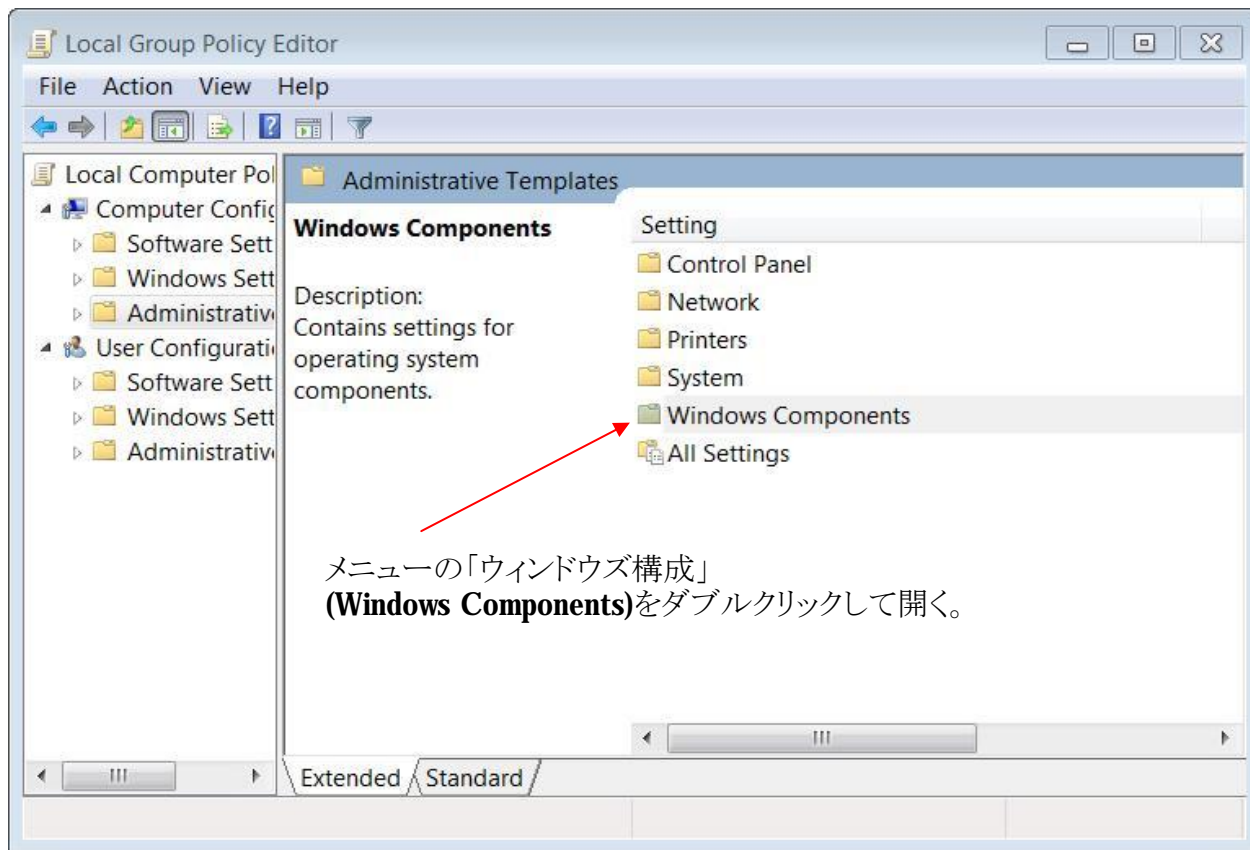 Local Group Policy Editor
File Action View Help
Local Computer Pol
Computer Config
Software Sett
Windows Sett
Administrativ
User Configurati
Software Sett
Windows Sett
Administrativ
Administrative Templates
Windows Components
Description:
Contains settings for
operating system
components.
Setting
Control Panel
Network
Printers
System
Windows Components
All Settings
メニューの「ウィンドウズ構成」
(Windows Components)をダブルクリックして開く。
Extended Standard